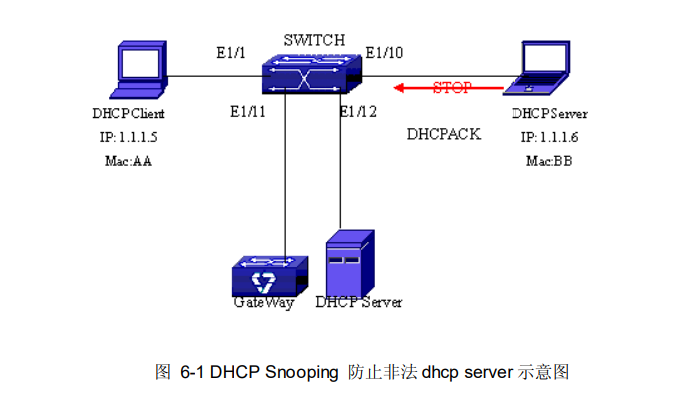 SWITCH
E1/1
E1/10
STOP
E1/11
E1/12
DHCPClient
IP: 1.1.1.5
Mac:AA
DHCPACK
DHCPServer
IP: 1.1.1.6
Mac:BB
GateWay
DHCP Server
图 6-1 DHCP Snooping 防止非法 dhcp server 示意图